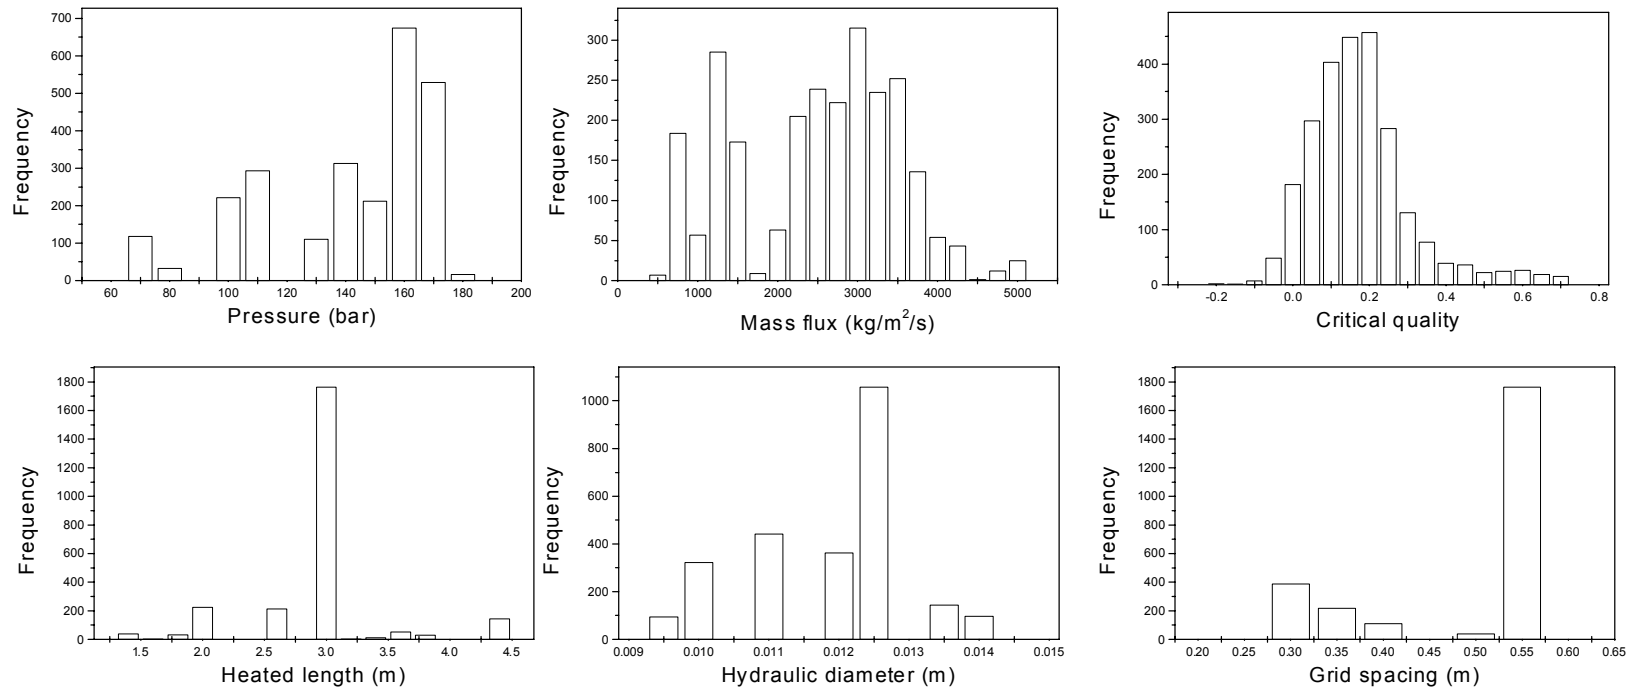 700
600
500
400
300
200
100
0
Frequency
60 80 100 120 140 160 180 200
Pressure (bar)
300
250
200
150
100
50
0
Frequency
0 1000 2000 3000 4000 5000
Mass flux (kg/m²/s)
400
300
200
100
0
Frequency
-0.2 0.0 0.2 0.4 0.6 0.8
Critical quality
1800
1600
1400
1200
1000
800
600
400
200
0
Frequency
1.5 2.0 2.5 3.0 3.5 4.0 4.5
Heated length (m)
1000
800
600
400
200
0
Frequency
0.009 0.010 0.011 0.012 0.013 0.014 0.015
Hydraulic diameter (m)
1800
1600
1400
1200
1000
800
600
400
200
0
Frequency
0.20 0.25 0.30 0.35 0.40 0.45 0.50 0.55 0.60 0.65
Grid spacing (m)